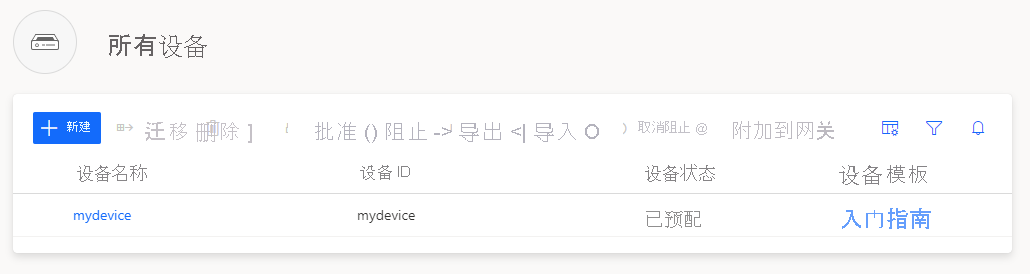 所有设备
新建 迁移 删除 ] 批准 () 阻止 -> 导出 <| 导入 O 取消阻止 @ 附加到网关
设备名称 设备 ID 设备状态 设备模板
mydevice mydevice 已预配 入门指南